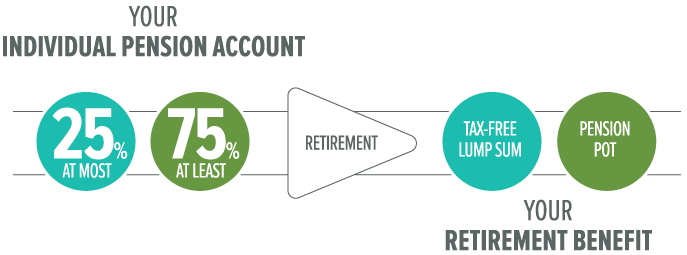 YOUR
INDIVIDUAL PENSION ACCOUNT
25%
AT MOST
75%
AT LEAST
RETIREMENT
TAX-FREE
LUMP SUM
PENSION
POT
YOUR
RETIREMENT BENEFIT